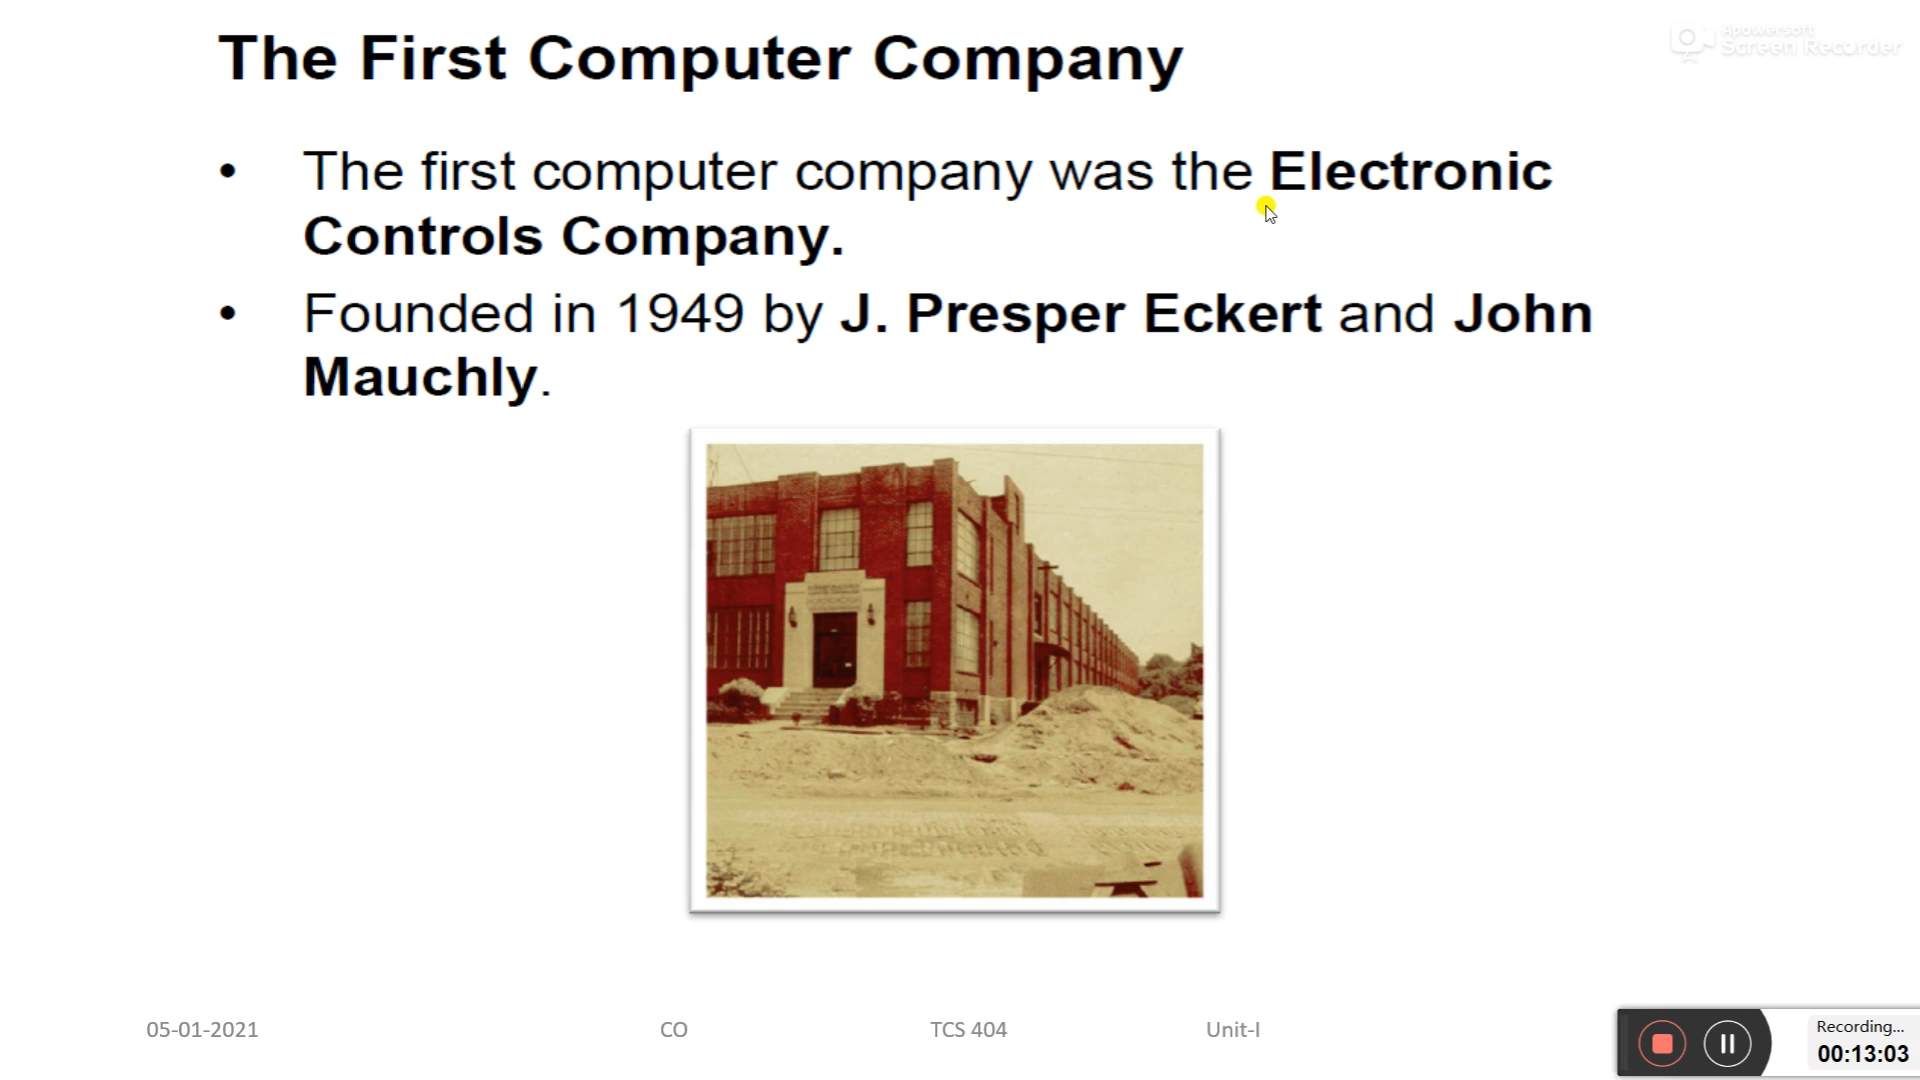 The First Computer Company
Apowersoft
Screen Recorder
• The first computer company was the Electronic
Controls Company.
• Founded in 1949 by J. Presper Eckert and John
Mauchly.
05-01-2021 CO TCS 404 Unit-I
Recording...
00:13:03